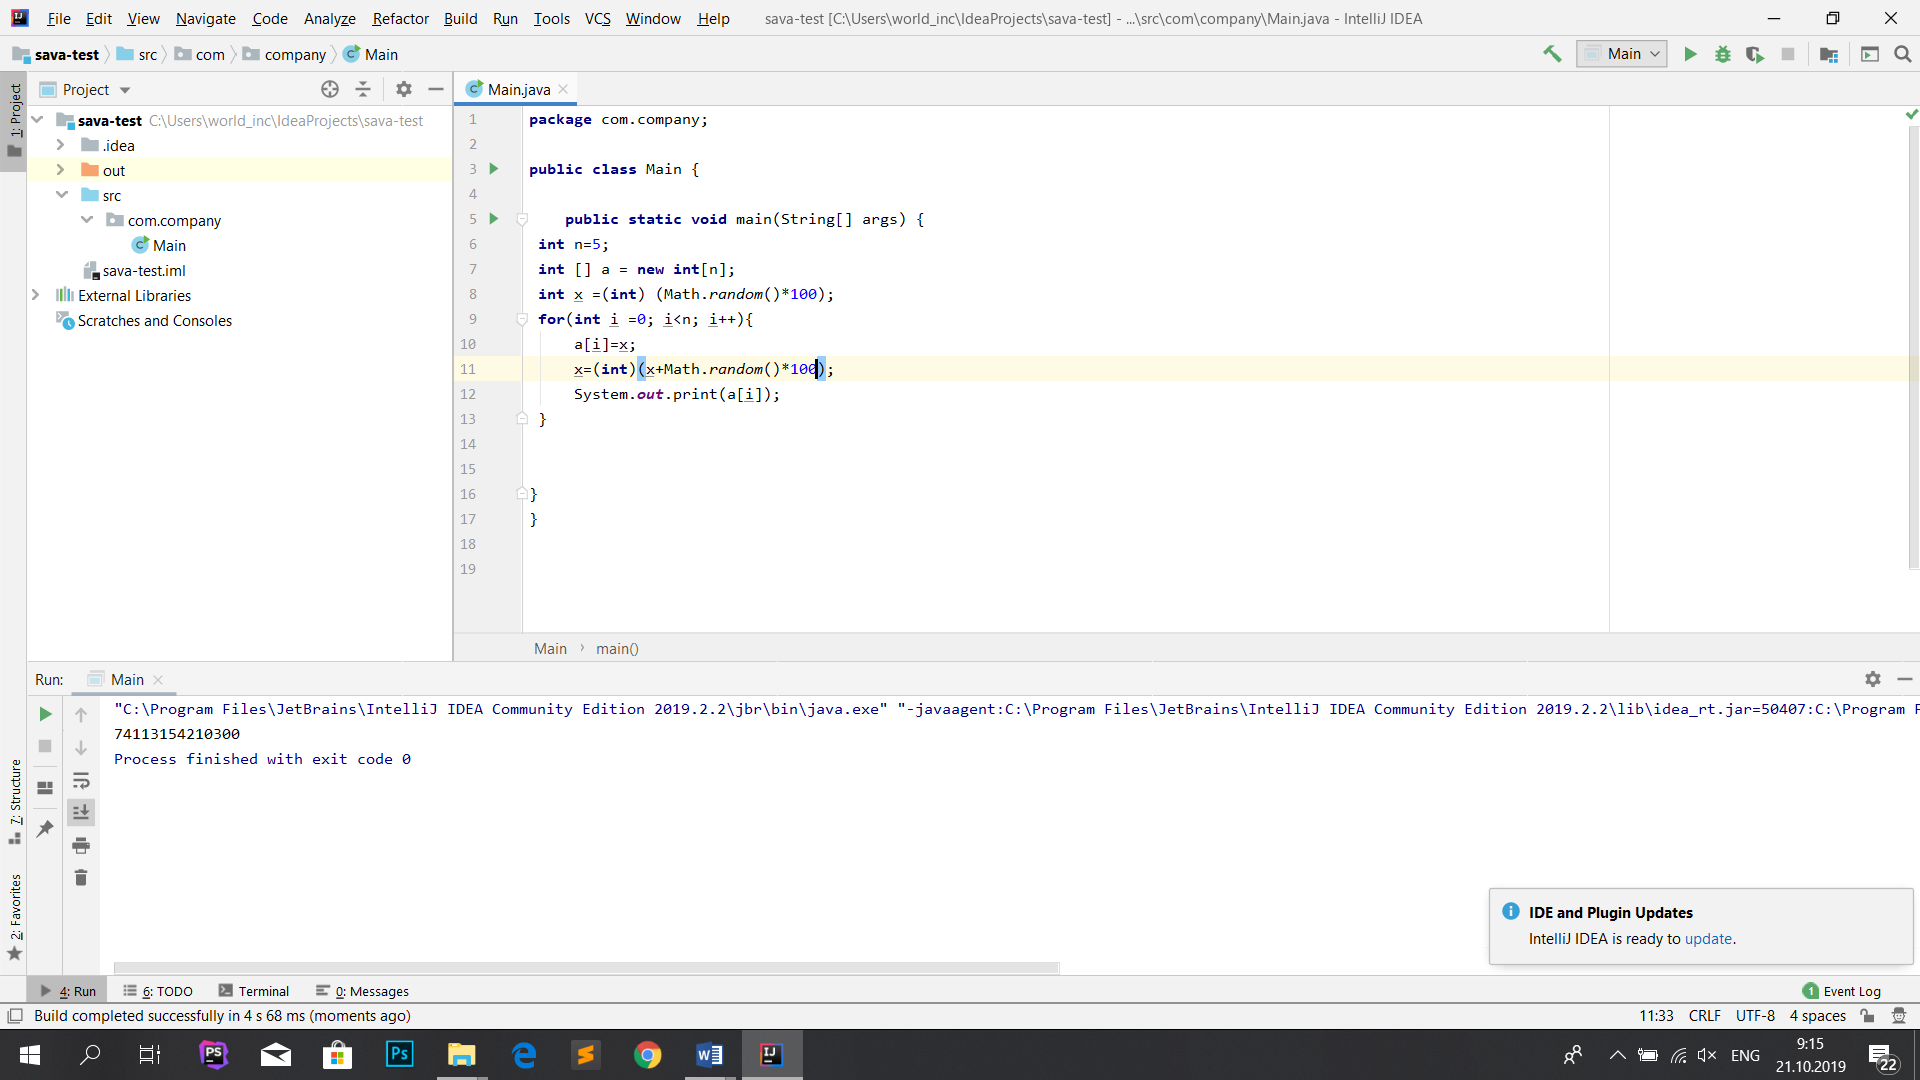 File Edit View Navigate Code Analyze Refactor Build Run Tools VCS Window Help sava-test [C:\Users\world_inc\IdeaProjects\sava-test] - ...\src\com\company\Main.java - IntelliJ IDEA
sava-test src com company Main Main
1: Project
Project
sava-test C:\Users\world_inc\IdeaProjects\sava-test
.idea
out
src
com.company
Main
sava-test.iml
External Libraries
Scratches and Consoles
Main.java
1 package com.company;
2
3 public class Main {
4
5 public static void main(String[] args) {
6 int n=5;
7 int [] a = new int[n];
8 int x =(int) (Math.random()*100);
9 for(int i =0; i<n; i++){
10 a[i]=x;
11 x=(int)(x+Math.random()*100);
12 System.out.print(a[i]);
13 }
14
15
16 }
17 }
18
19
Main › main()
Run: Main
"C:\Program Files\JetBrains\IntelliJ IDEA Community Edition 2019.2.2\jbr\bin\java.exe" "-javaagent:C:\Program Files\JetBrains\IntelliJ IDEA Community Edition 2019.2.2\lib\idea_rt.jar=50407:C:\Program F
74113154210300
Process finished with exit code 0
7: Structure
2: Favorites
IDE and Plugin Updates
IntelliJ IDEA is ready to update.
4: Run 6: TODO Terminal 0: Messages 1 Event Log
Build completed successfully in 4 s 68 ms (moments ago) 11:33 CRLF UTF-8 4 spaces
PS Ps W IJ ENG 9:15
21.10.2019 22